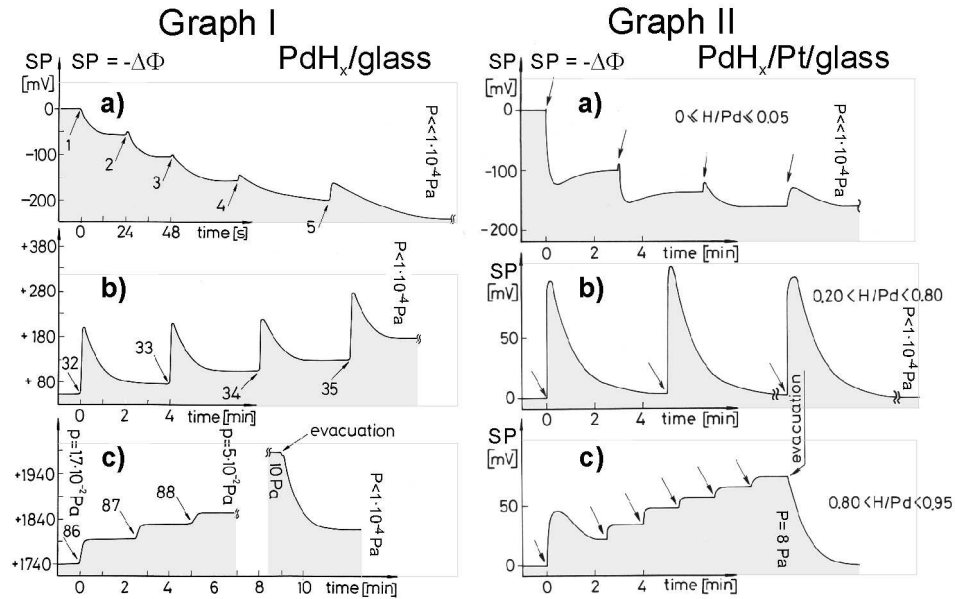 Graph I
SP SP = -ΔΦ PdHx/glass
[mV]
a)
0
-100
-200
1
2
3
4
5
P<<1·10-4Pa
0 24 48 time [s]
+380
+280
+180
+80
b)
32
33
34
35
P<1·10-4Pa
0 2 4 6 time [min]
c)
+1940
+1840
+1740
p=1,7·10-2Pa
86
87
88
p=5·10-2Pa
10 Pa
evacuation
P<1·10-4Pa
0 2 4 6 8 10 time [min]
Graph II
SP SP = -ΔΦ PdHx/Pt/glass
[mV]
a)
0
-100
-200
0 ⩽ H/Pd ⩽ 0,05
P<<1·10-4Pa
0 2 4 time [min]
SP
[mV]
b)
50
0
0,20 < H/Pd < 0,80
P<1·10-4Pa
0 2 4 time [min]
SP
[mV]
c)
50
0
evacuation
0,80 < H/Pd < 0,95
P = 8 Pa
0 2 4 time [min]